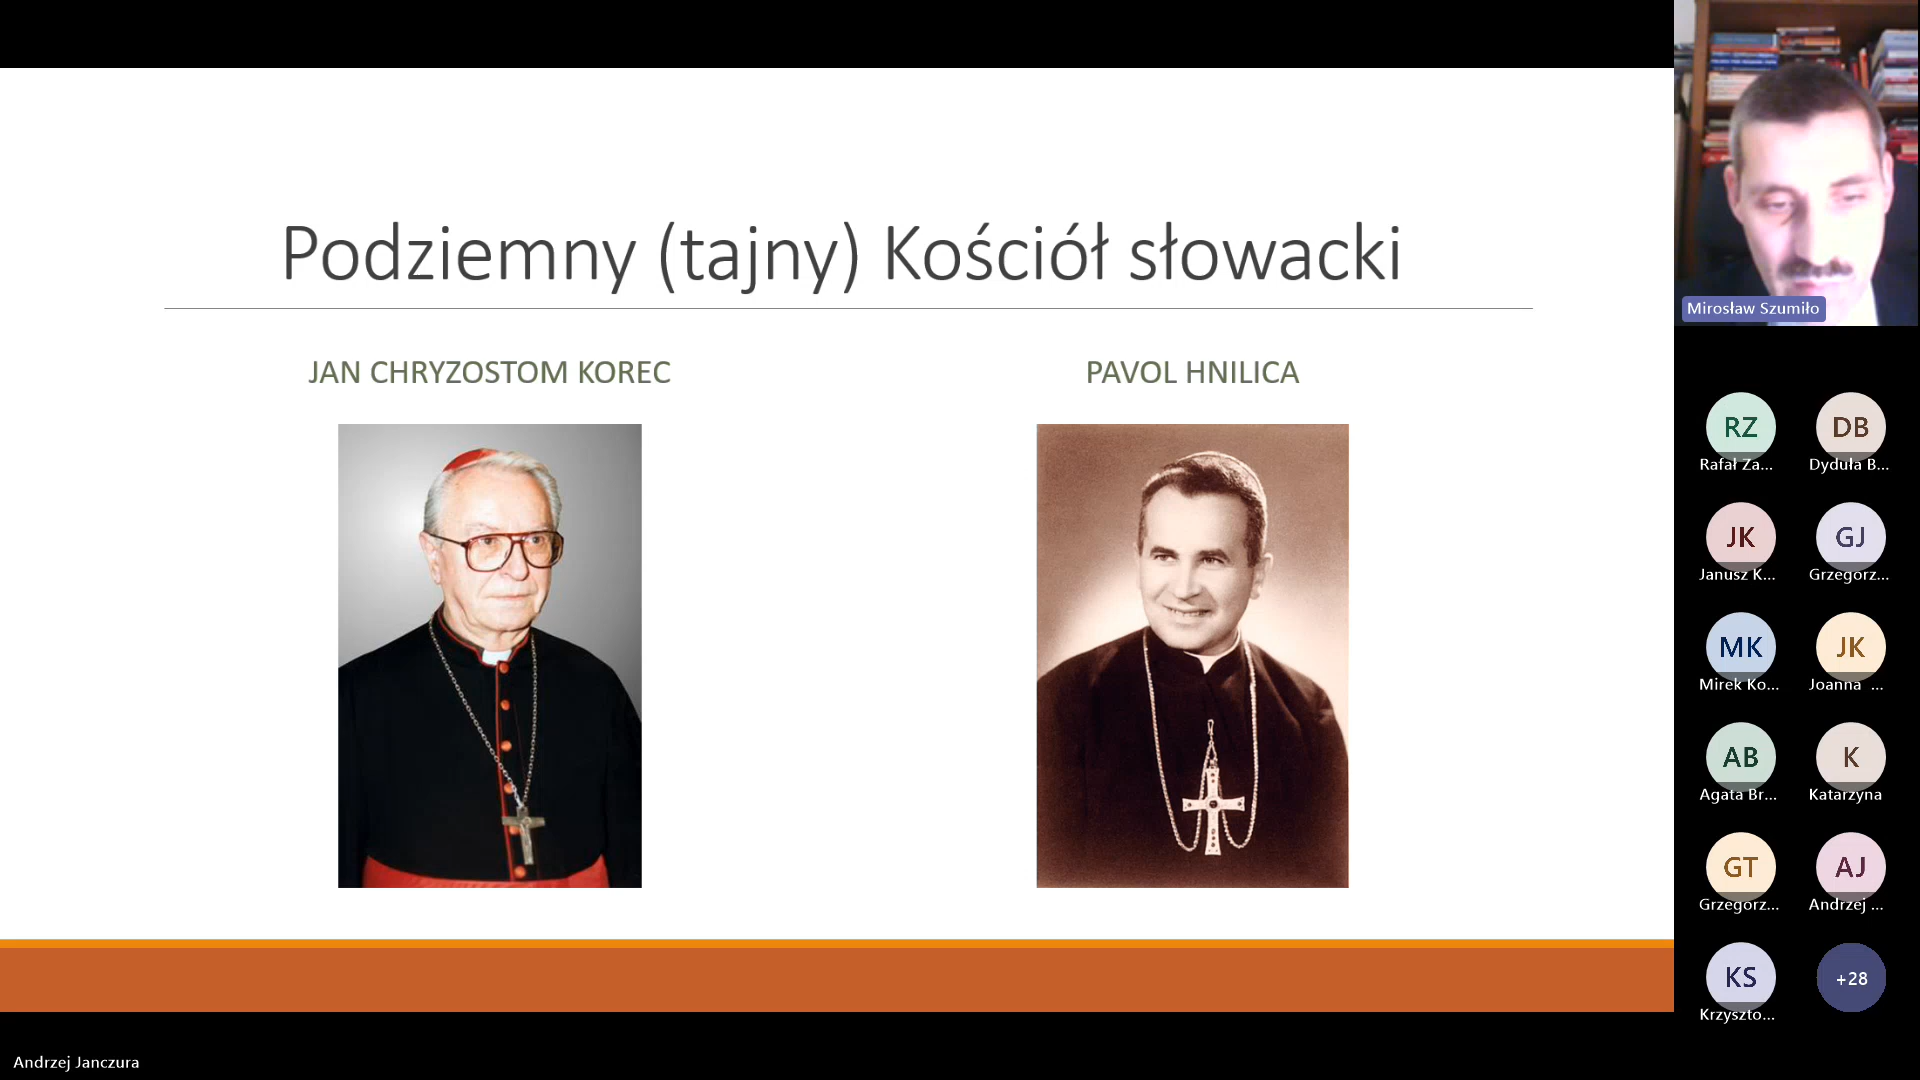 Podziemny (tajny) Kościół słowacki
JAN CHRYZOSTOM KOREC
PAVOL HNILICA
Mirosław Szumiło
RZ
Rafał Za...
DB
Dyduła B...
JK
Janusz K...
GJ
Grzegorz...
MK
Mirek Ko...
JK
Joanna ...
AB
Agata Br...
K
Katarzyna
GT
Grzegorz...
AJ
Andrzej ...
KS
Krzyszto...
+28
Andrzej Janczura